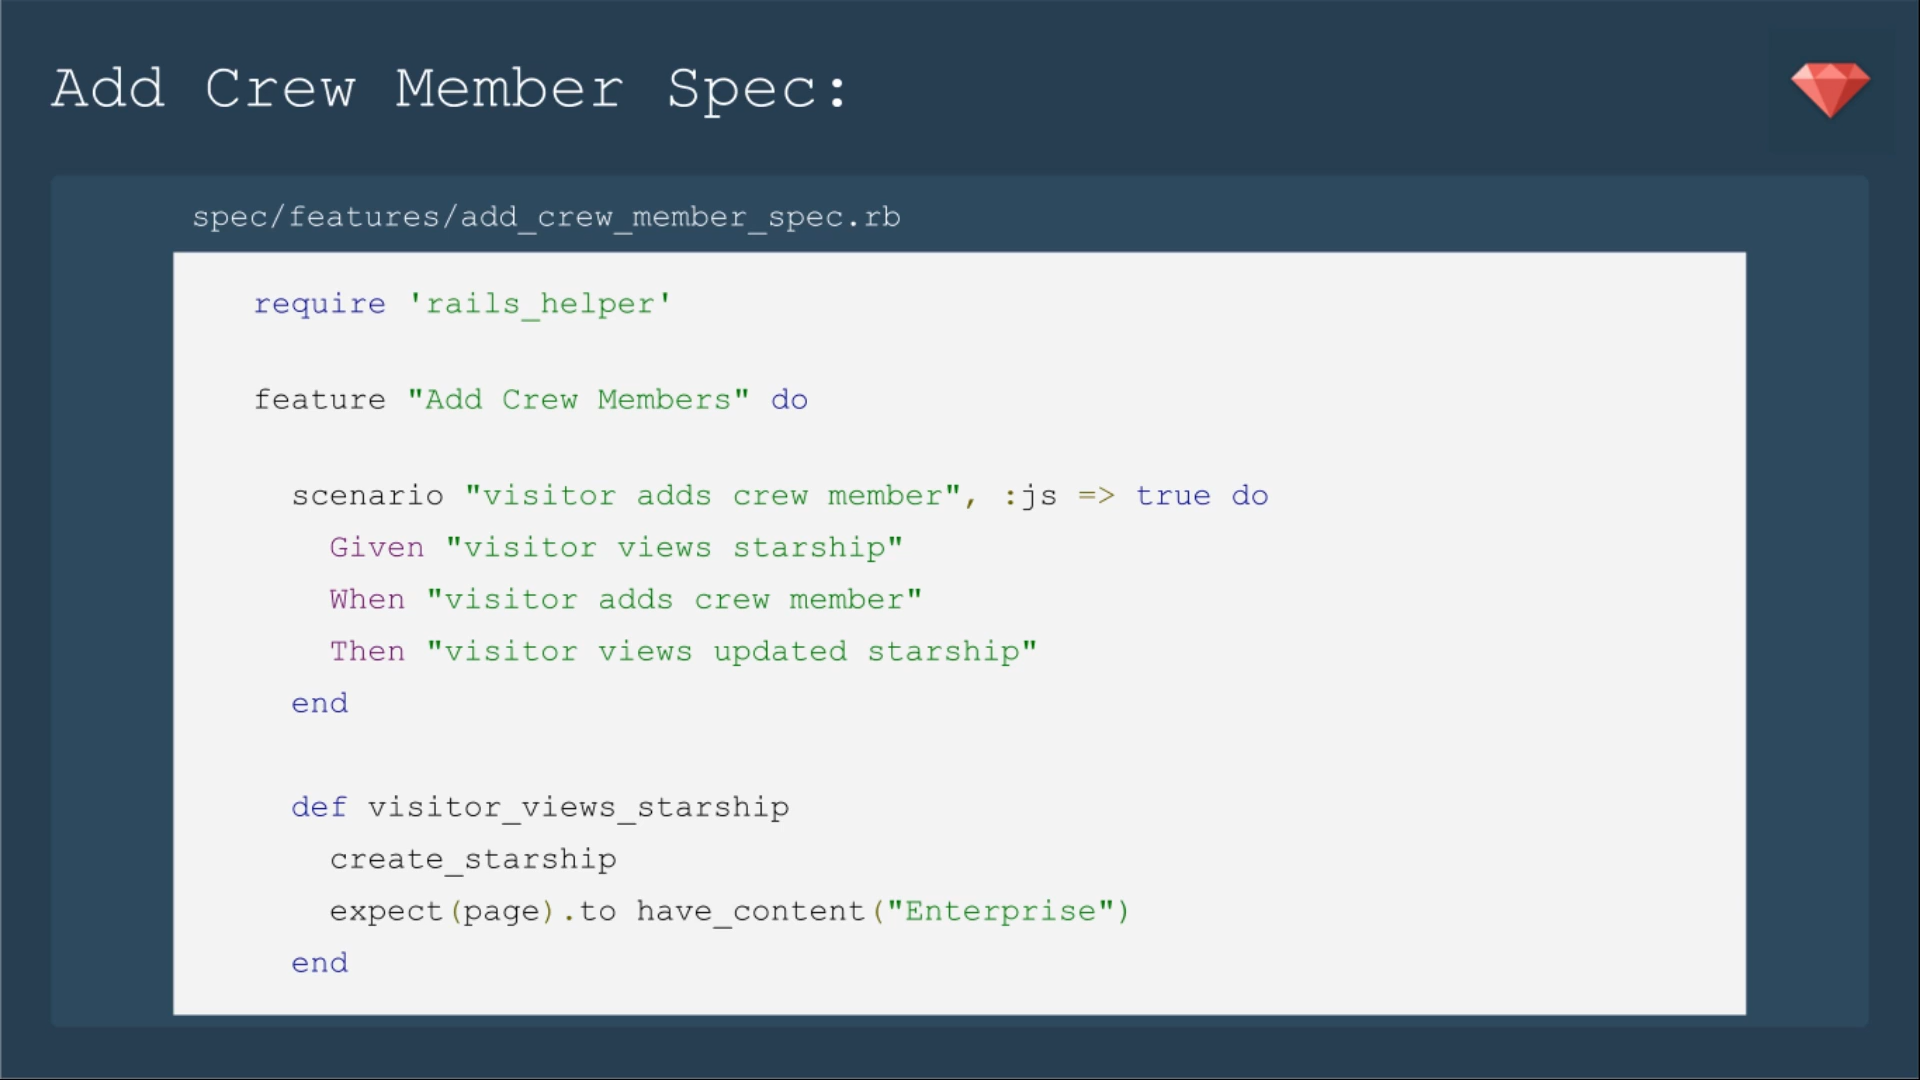 Add Crew Member Spec:
spec/features/add_crew_member_spec.rb
require 'rails_helper'
feature "Add Crew Members" do
scenario "visitor adds crew member", :js => true do
Given "visitor views starship"
When "visitor adds crew member"
Then "visitor views updated starship"
end
def visitor_views_starship
create_starship
expect(page).to have_content("Enterprise")
end